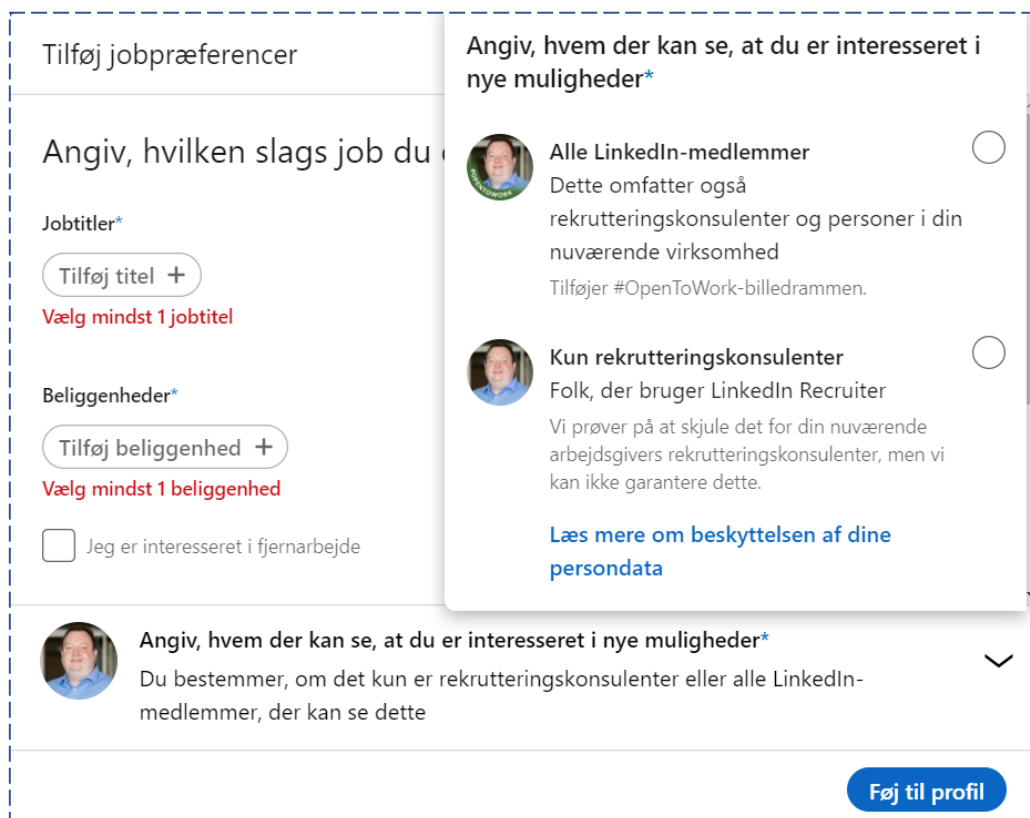 Tilføj jobpræferencer
Angiv, hvilken slags job du
Jobtitler*
Tilføj titel +
Vælg mindst 1 jobtitel
Beliggenheder*
Tilføj beliggenhed +
Vælg mindst 1 beliggenhed
Jeg er interesseret i fjernarbejde
Angiv, hvem der kan se, at du er interesseret i
nye muligheder*
#OPENTOWORK
Alle LinkedIn-medlemmer
Dette omfatter også
rekrutteringskonsulenter og personer i din
nuværende virksomhed
Tilføjer #OpenToWork-billedrammen.
Kun rekrutteringskonsulenter
Folk, der bruger LinkedIn Recruiter
Vi prøver på at skjule det for din nuværende
arbejdsgivers rekrutteringskonsulenter, men vi
kan ikke garantere dette.
Læs mere om beskyttelsen af dine
persondata
Angiv, hvem der kan se, at du er interesseret i nye muligheder*
Du bestemmer, om det kun er rekrutteringskonsulenter eller alle LinkedIn-
medlemmer, der kan se dette
Føj til profil